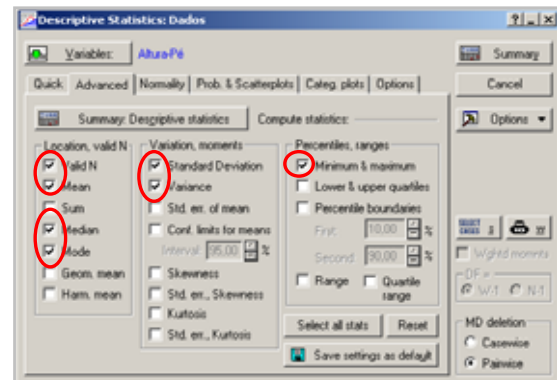 Descriptive Statistics: Dados
Variables: Altura-Pé
Summary
Quick Advanced Normality Prob. & Scatterplots Categ. plots Options
Cancel
Summary: Descriptive statistics Compute statistics:
Options
Location, valid N Variation, moments Percentiles, ranges
Valid N Standard Deviation Minimum & maximum
Mean Variance Lower & upper quartiles
Sum Std. err. of mean Percentile boundaries
Median Conf. limits for means First: 10,00 %
Mode Interval: 95,00 % Second: 90,00 %
Geom. mean Skewness Range Quartile range
Harm. mean Std. err., Skewness
Kurtosis
Std. err., Kurtosis
Select all stats Reset
Save settings as default
SELECT CASES S W
Wghtd momnts
DF =
W-1 N-1
MD deletion
Casewise
Pairwise